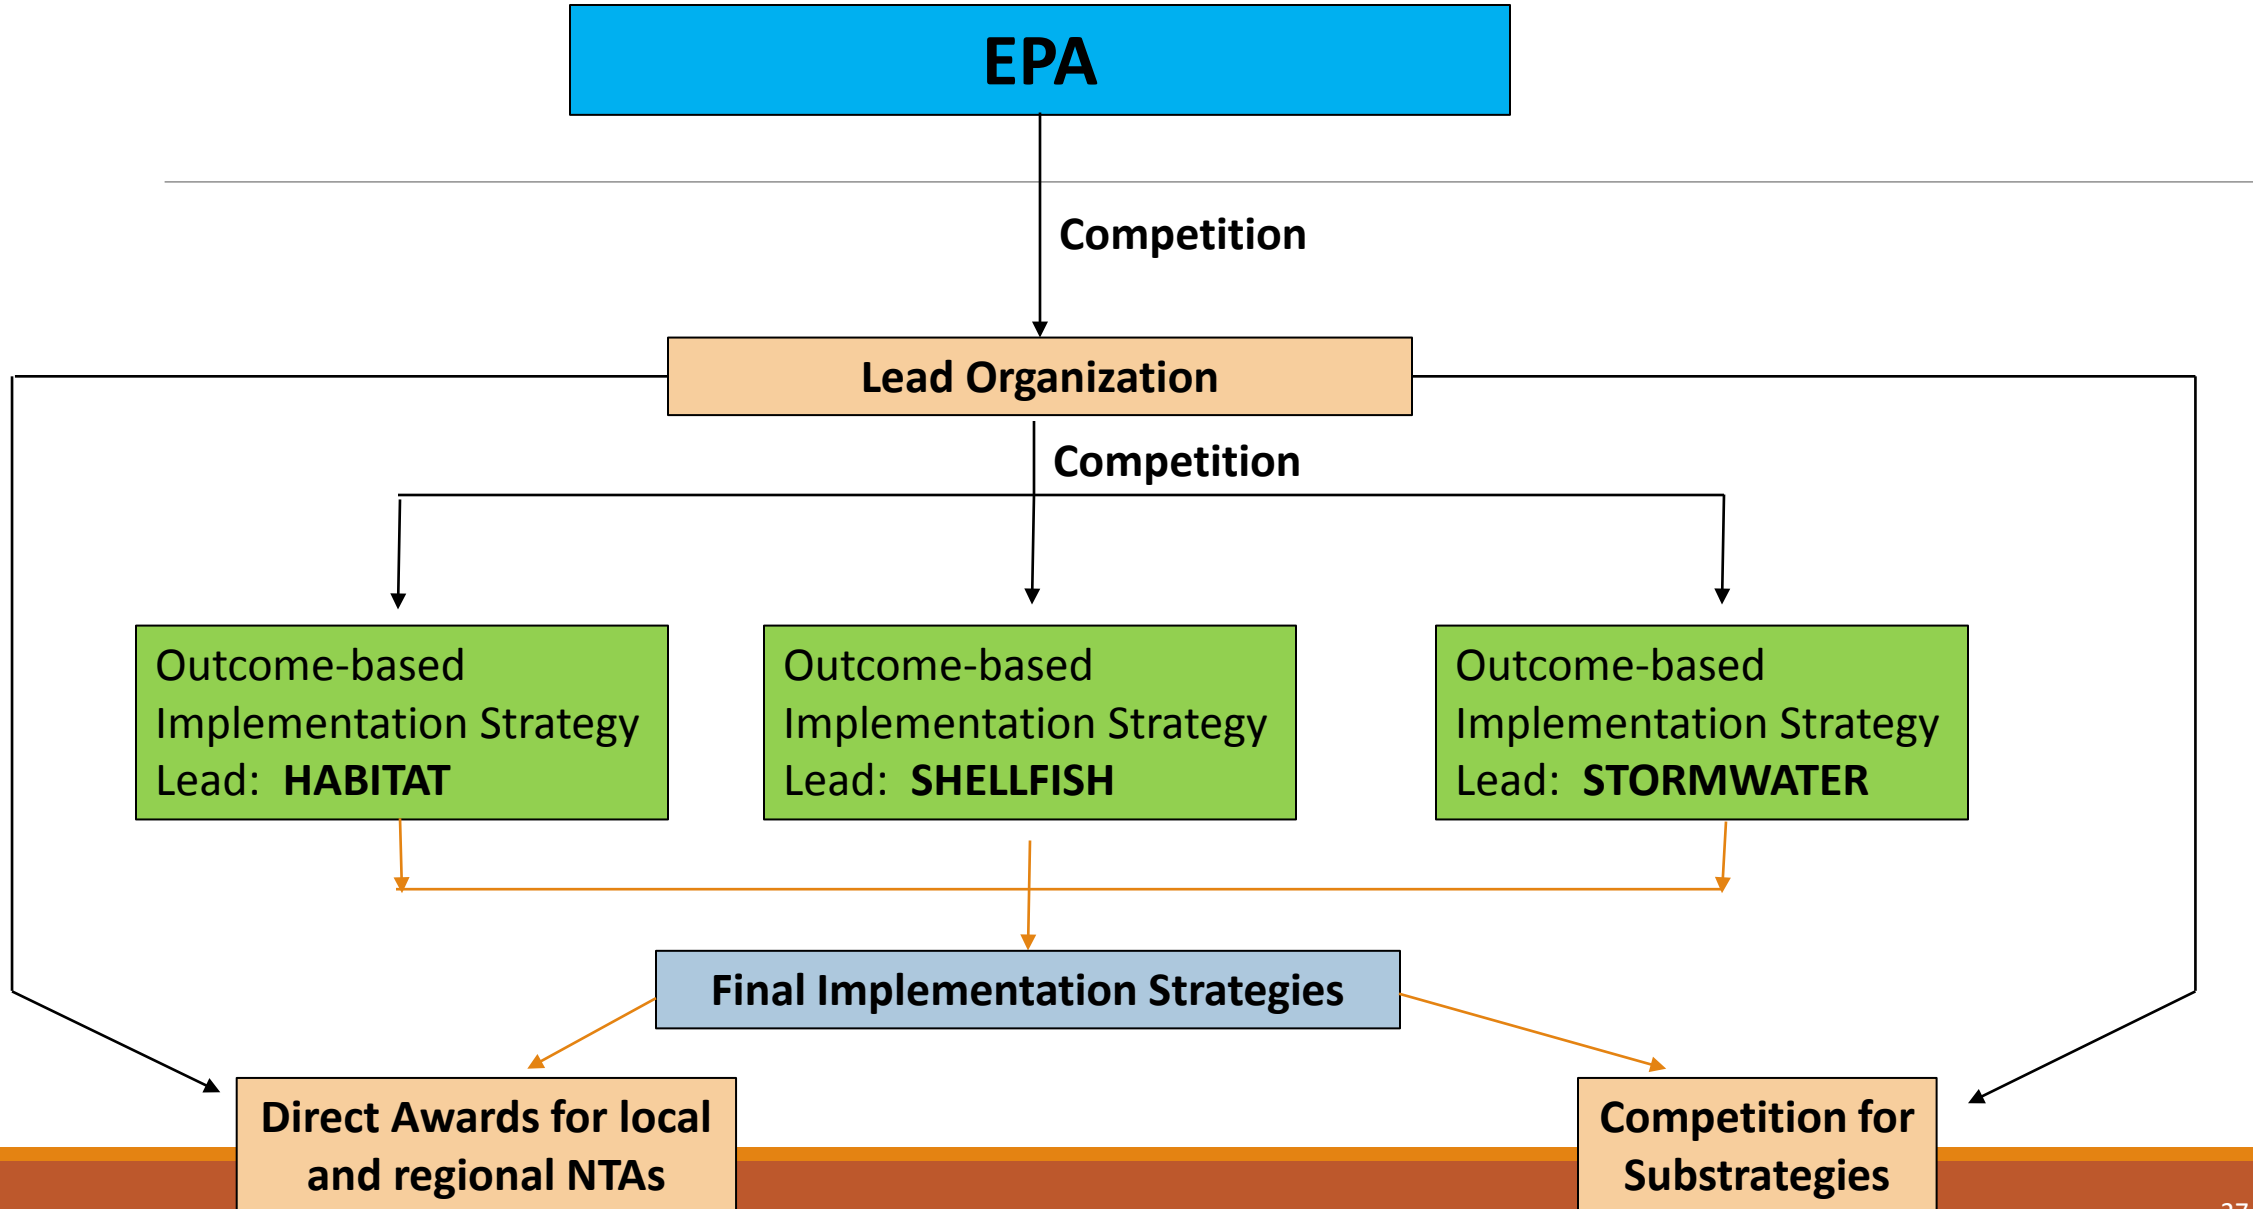 EPA
Competition
Lead Organization
Competition
Outcome-based
Implementation Strategy
Lead:  HABITAT
Outcome-based
Implementation Strategy
Lead:  SHELLFISH
Outcome-based
Implementation Strategy
Lead:  STORMWATER
Final Implementation Strategies
Direct Awards for local
and regional NTAs
Competition for
Substrategies